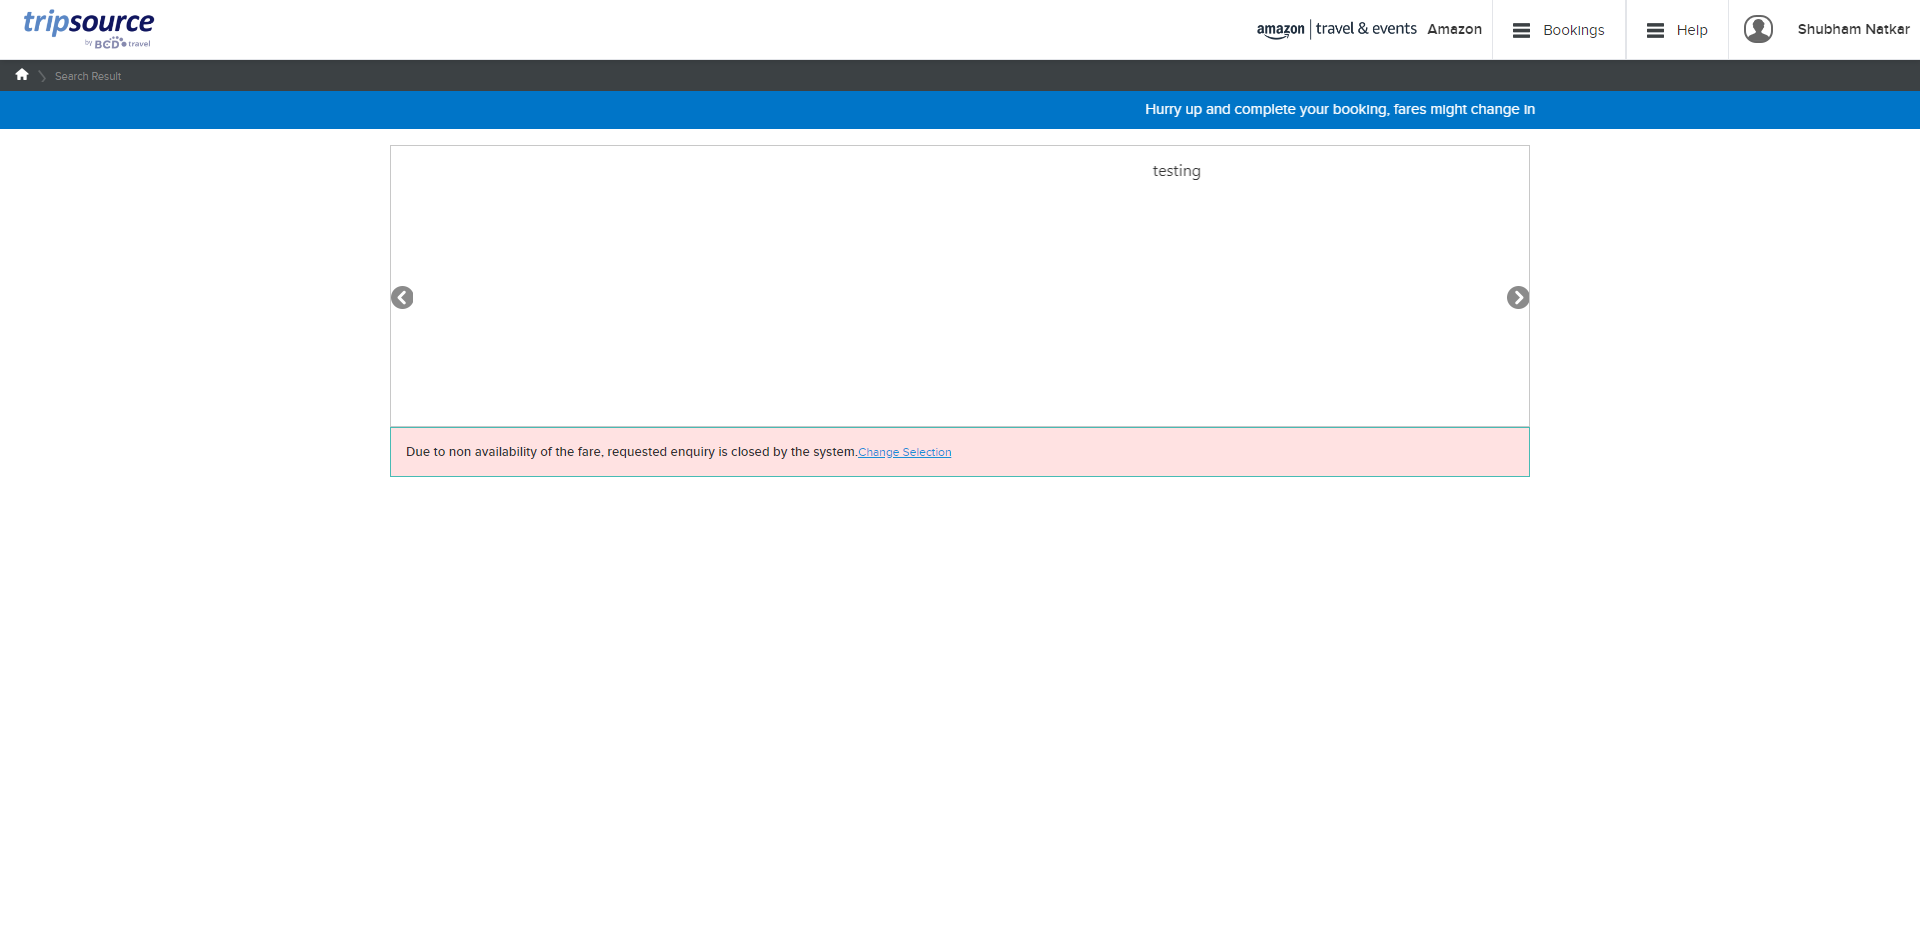 tripsource
by BCD travel
amazon travel & events Amazon Bookings Help Shubham Natkar
Search Result
Hurry up and complete your booking, fares might change in
testing
Due to non availability of the fare, requested enquiry is closed by the system.Change Selection